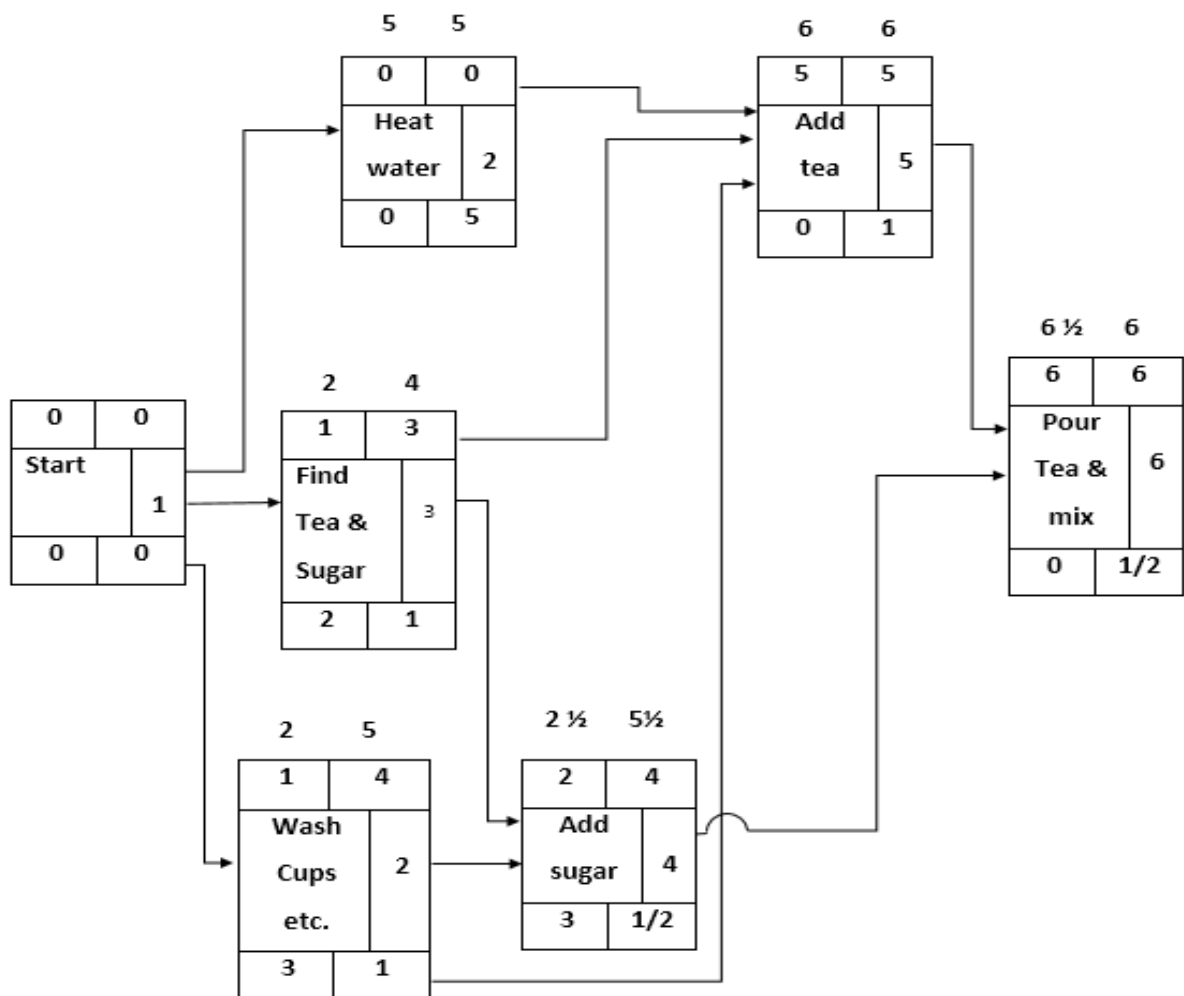 5 5
0 0
Heat
water
2
0 5
6 6
5 5
Add
tea
5
0 1
6 ½ 6
6 6
Pour
Tea &
mix
6
0 1/2
0 0
Start
1
0 0
2 4
1 3
Find
Tea &
Sugar
3
2 1
2 5
1 4
Wash
Cups
etc.
2
3 1
2 ½ 5½
2 4
Add
sugar
4
3 1/2